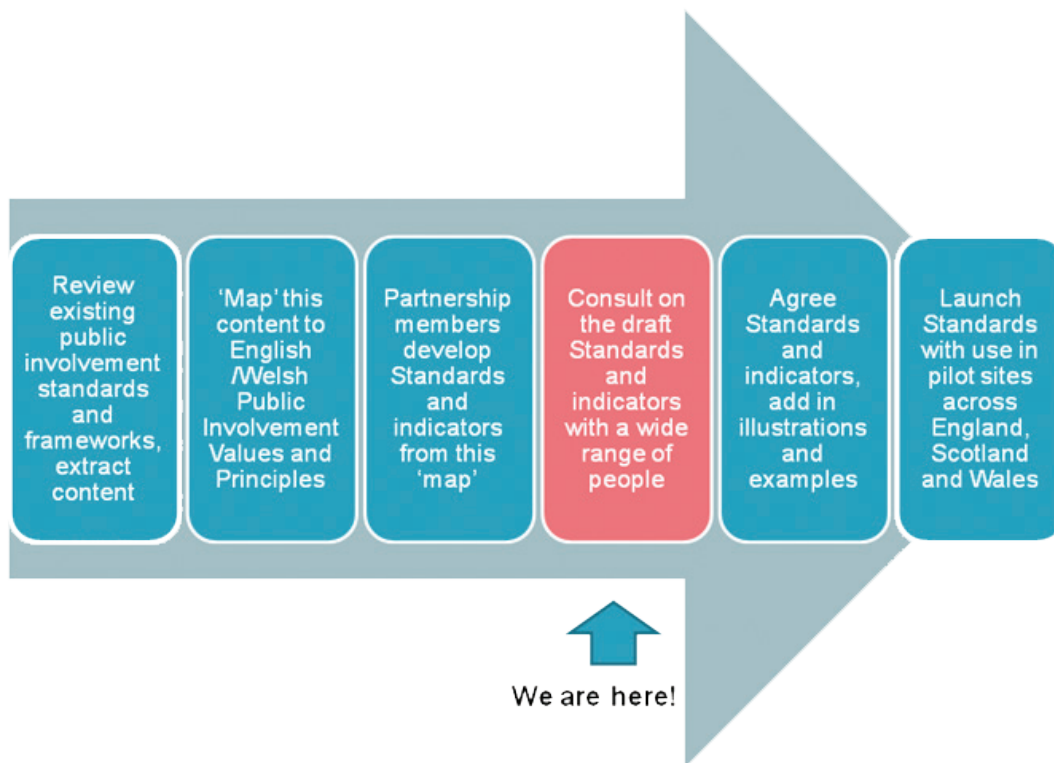 Review
existing
public
involvement
standards
and
frameworks,
extract
content
‘Map’ this
content to
English
/Welsh
Public
Involvement
Values and
Principles
Partnership
members
develop
Standards
and
indicators
from this
‘map’
Consult on
the draft
Standards
and
indicators
with a wide
range of
people
Agree
Standards
and
indicators,
add in
illustrations
and
examples
Launch
Standards
with use in
pilot sites
across
England,
Scotland
and Wales
We are here!